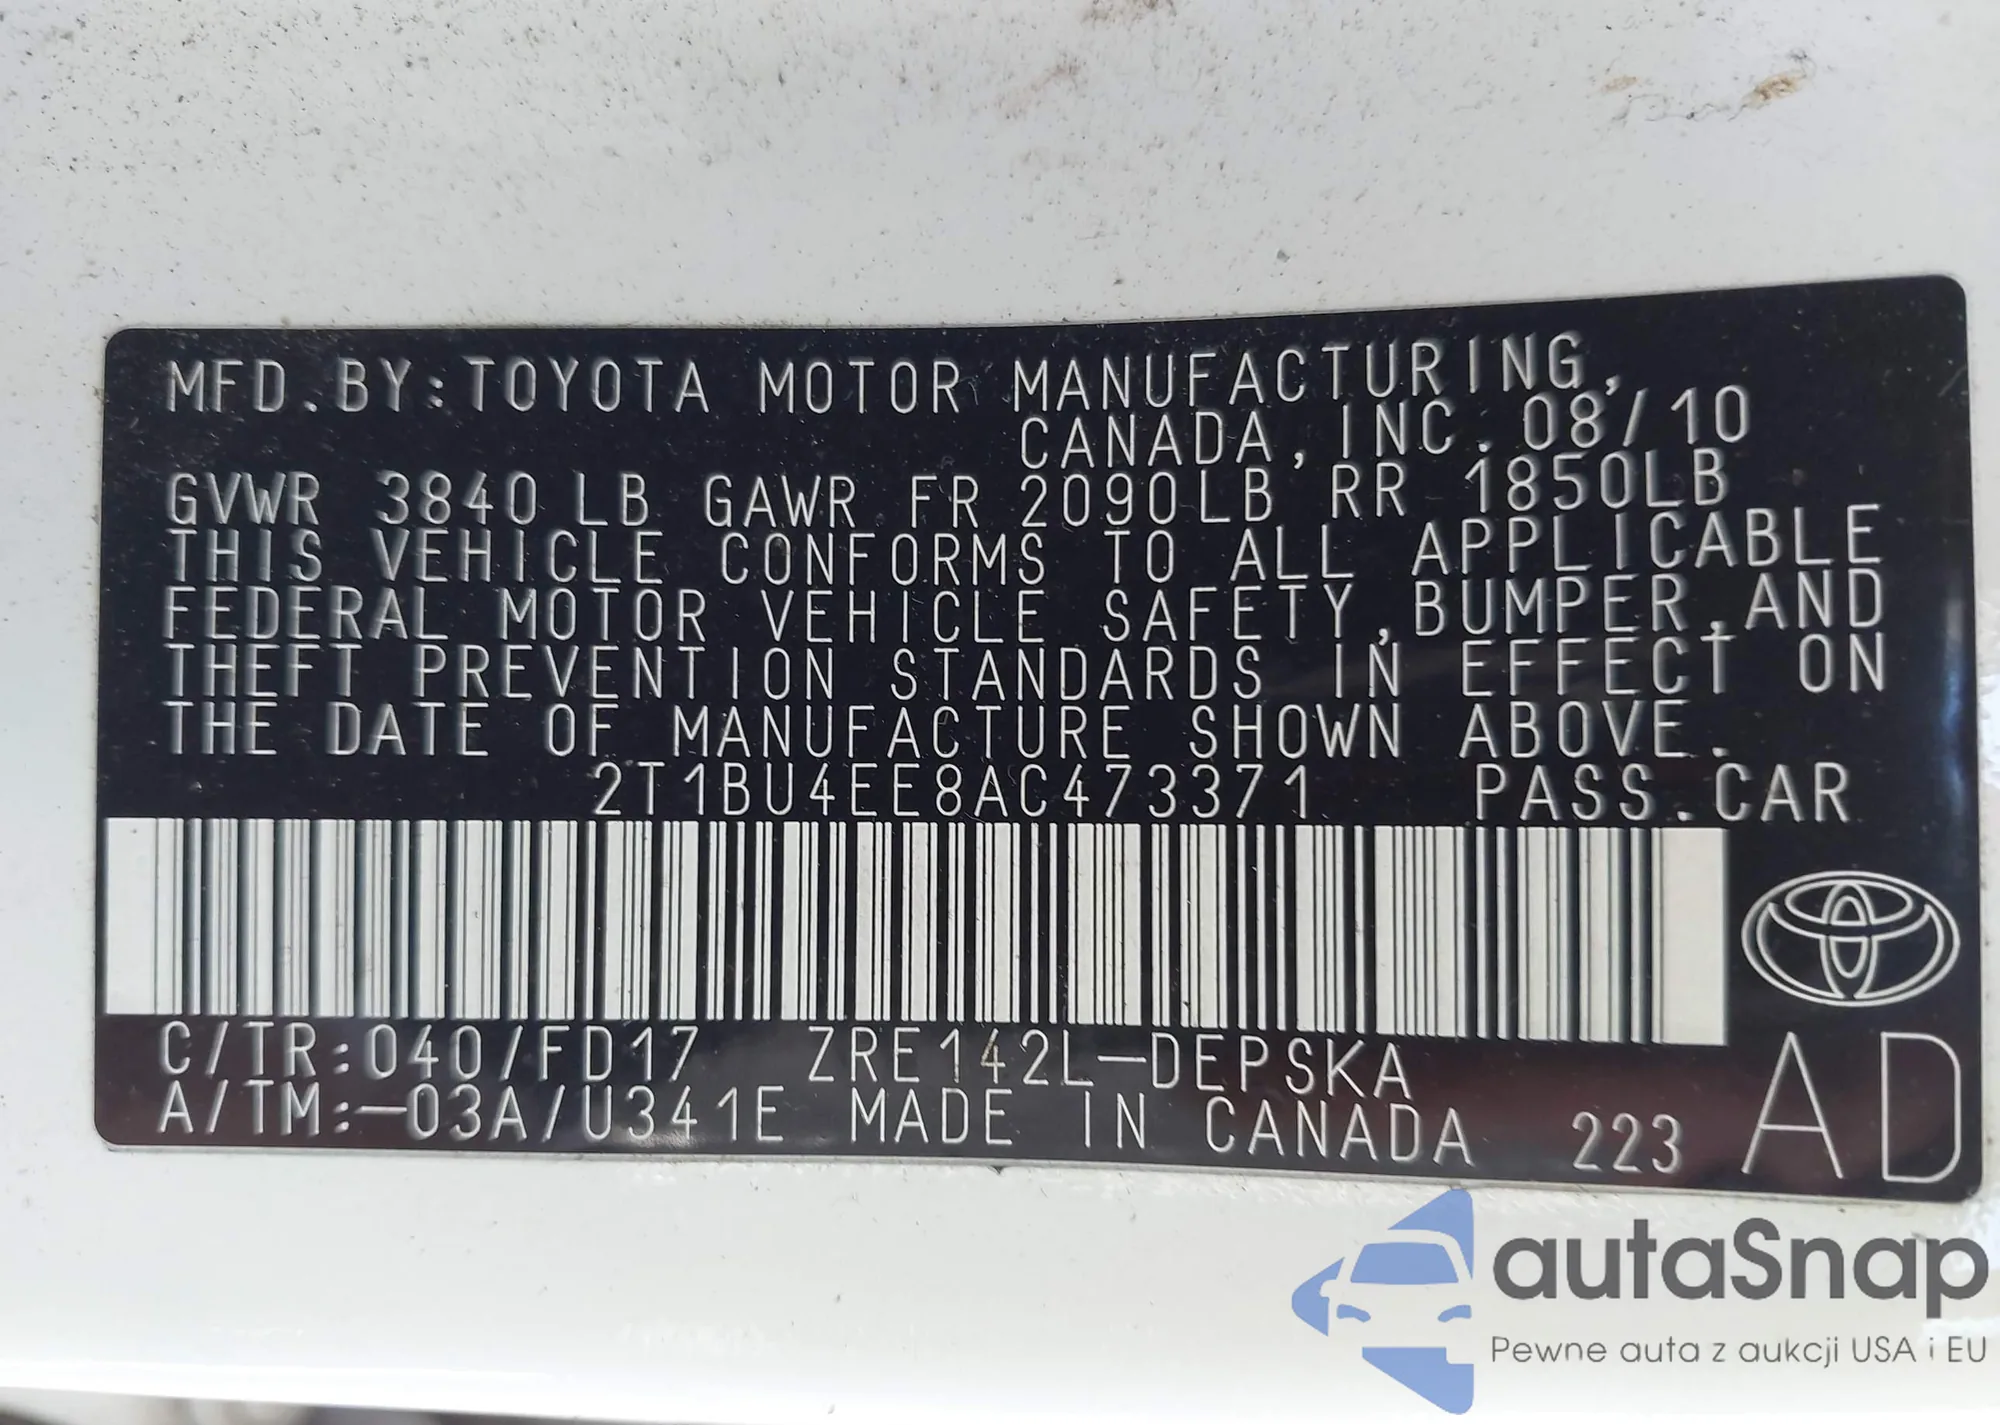 MFD.BY:TOYOTA MOTOR MANUFACTURING,
CANADA,INC.08/10
GVWR 3840LB GAWR FR 2090LB RR 1850LB
THIS VEHICLE CONFORMS TO ALL APPLICABLE
FEDERAL MOTOR VEHICLE SAFETY,BUMPER,AND
THEFT PREVENTION STANDARDS IN EFFECT ON
THE DATE OF MANUFACTURE SHOWN ABOVE.
2T1BU4EE8AC473371 PASS.CAR
C/TR:040/FD17 ZRE142L-DEPSKA
A/TM:-03A/U341E MADE IN CANADA 223
AD
autaSnap
Pewne auta z aukcji USA i EU